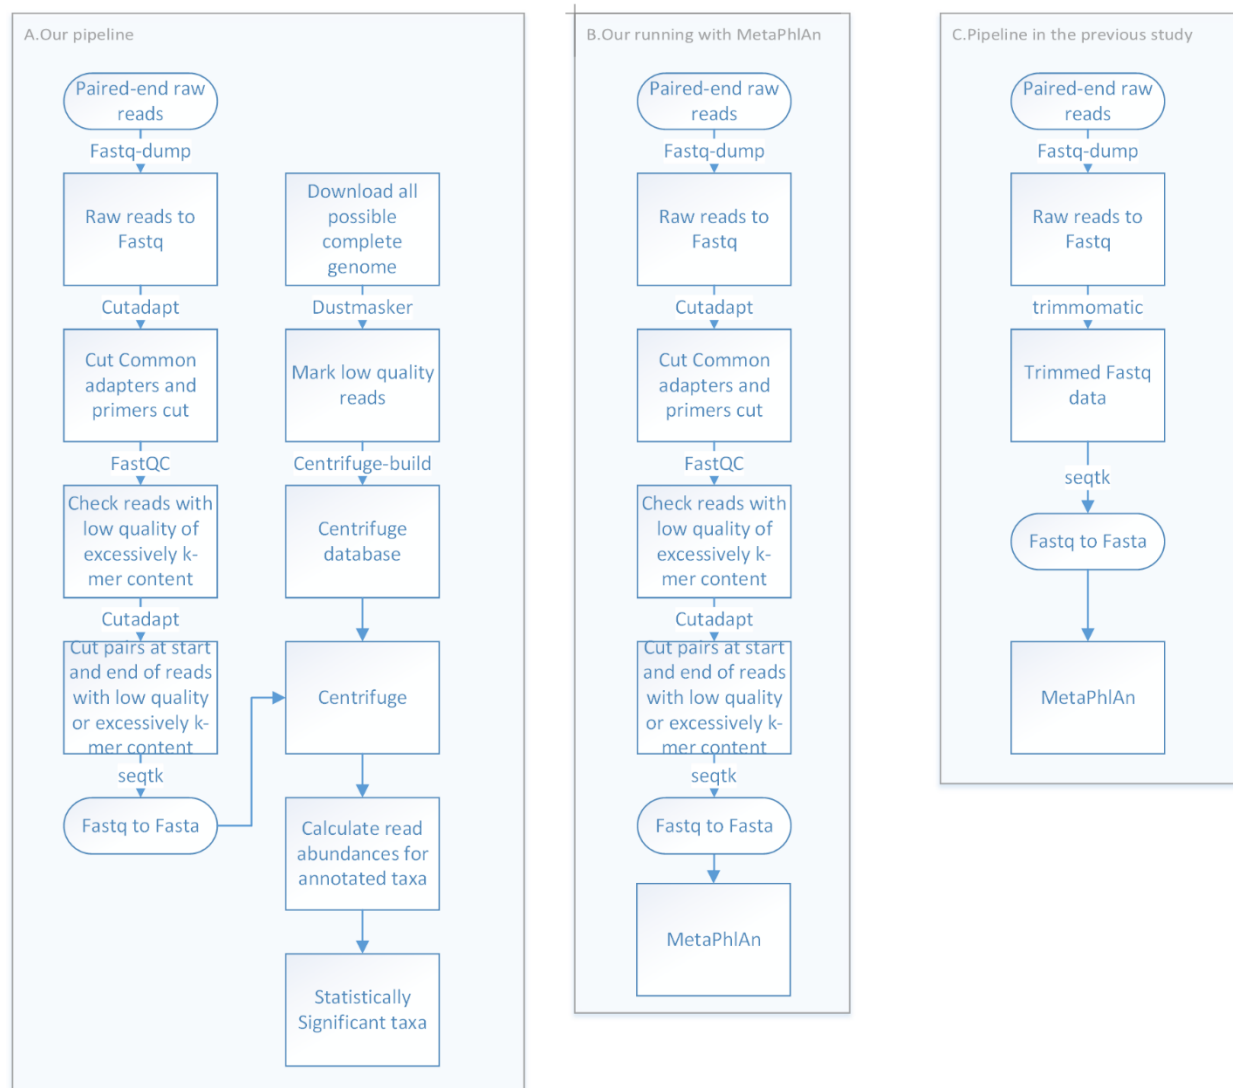 A.Our pipeline
Paired-end raw
reads
Fastq-dump
Raw reads to
Fastq
Cutadapt
Cut Common
adapters and
primers cut
FastQC
Check reads with
low quality of
excessively k-
mer content
Cutadapt
Cut pairs at start
and end of reads
with low quality
or excessively k-
mer content
seqtk
Fastq to Fasta
Download all
possible
complete
genome
Dustmasker
Mark low quality
reads
Centrifuge-build
Centrifuge
database
Centrifuge
Calculate read
abundances for
annotated taxa
Statistically
Significant taxa
B.Our running with MetaPhlAn
Paired-end raw
reads
Fastq-dump
Raw reads to
Fastq
Cutadapt
Cut Common
adapters and
primers cut
FastQC
Check reads with
low quality of
excessively k-
mer content
Cutadapt
Cut pairs at start
and end of reads
with low quality
or excessively k-
mer content
seqtk
Fastq to Fasta
MetaPhlAn
C.Pipeline in the previous study
Paired-end raw
reads
Fastq-dump
Raw reads to
Fastq
trimmomatic
Trimmed Fastq
data
seqtk
Fastq to Fasta
MetaPhlAn